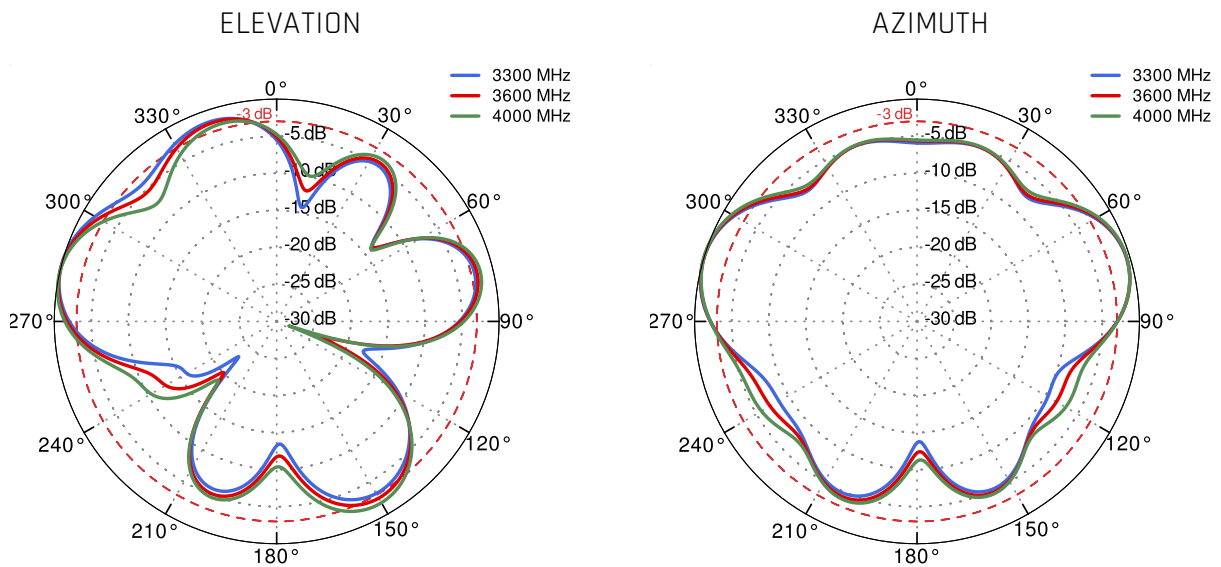 ELEVATION
3300 MHz
3600 MHz
4000 MHz
0°
-3 dB
330°
30°
-5 dB
-10 dB
300°
60°
-15 dB
-20 dB
-25 dB
270°
-30 dB
90°
240°
120°
210°
150°
180°
AZIMUTH
3300 MHz
3600 MHz
4000 MHz
0°
-3 dB
330°
30°
-5 dB
-10 dB
300°
60°
-15 dB
-20 dB
-25 dB
270°
-30 dB
90°
240°
120°
210°
150°
180°